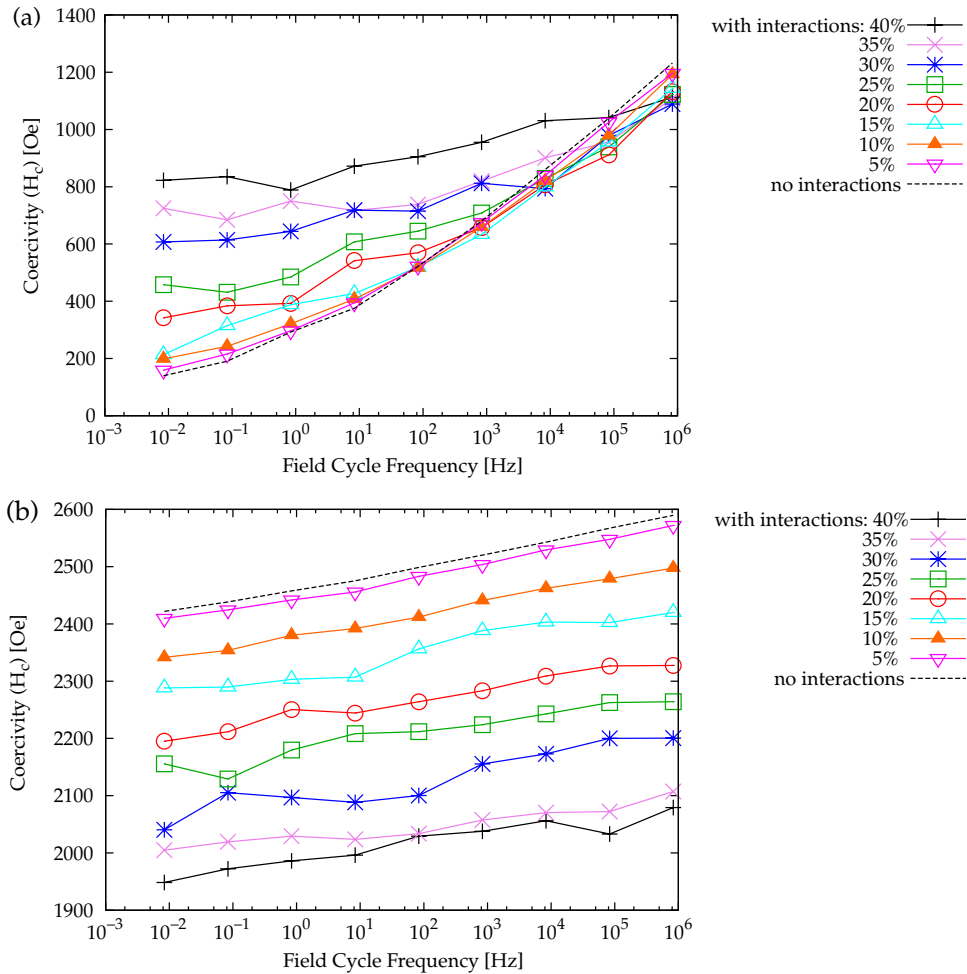 (a)
1400
1200
1000
800
600
400
200
0
Coercivity (H_c) [Oe]
10^-3 10^-2 10^-1 10^0 10^1 10^2 10^3 10^4 10^5 10^6
Field Cycle Frequency [Hz]
with interactions: 40%
35%
30%
25%
20%
15%
10%
5%
no interactions
(b)
2600
2500
2400
2300
2200
2100
2000
1900
Coercivity (H_c) [Oe]
10^-3 10^-2 10^-1 10^0 10^1 10^2 10^3 10^4 10^5 10^6
Field Cycle Frequency [Hz]
with interactions: 40%
35%
30%
25%
20%
15%
10%
5%
no interactions